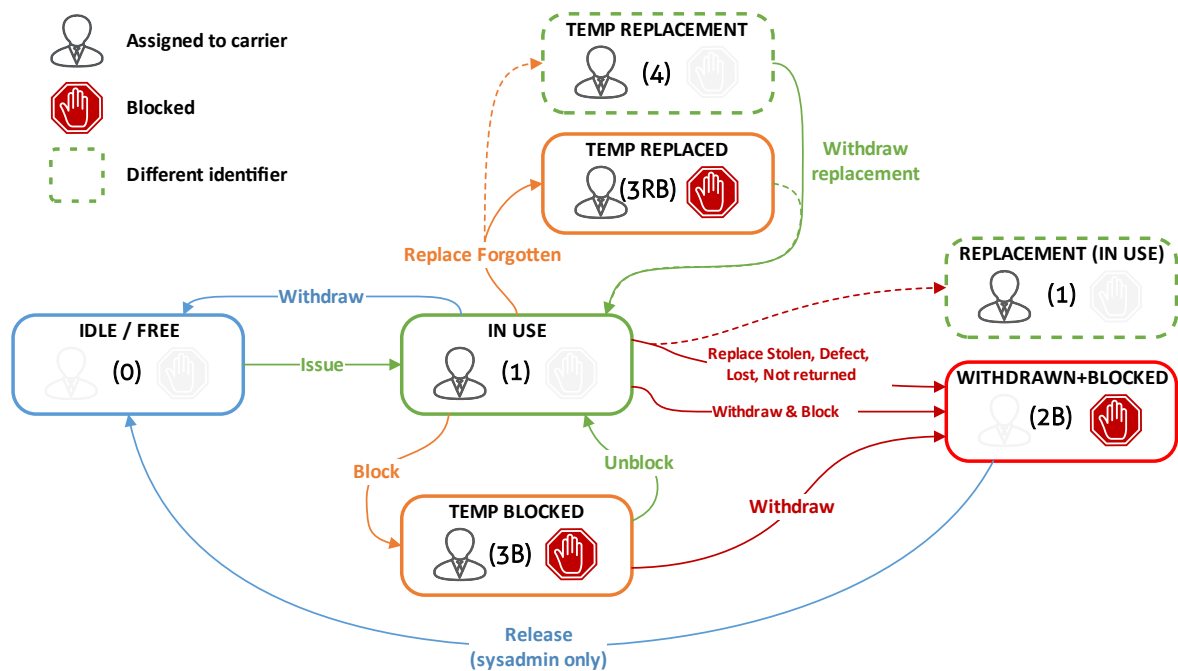 Assigned to carrier
Blocked
Different identifier
TEMP REPLACEMENT
(4)
TEMP REPLACED
(3RB)
Withdraw
replacement
Replace Forgotten
REPLACEMENT (IN USE)
(1)
Withdraw
IDLE / FREE
(0)
Issue
IN USE
(1)
Replace Stolen, Defect,
Lost, Not returned
Withdraw & Block
WITHDRAWN+BLOCKED
(2B)
Block
Unblock
TEMP BLOCKED
(3B)
Withdraw
Release
(sysadmin only)